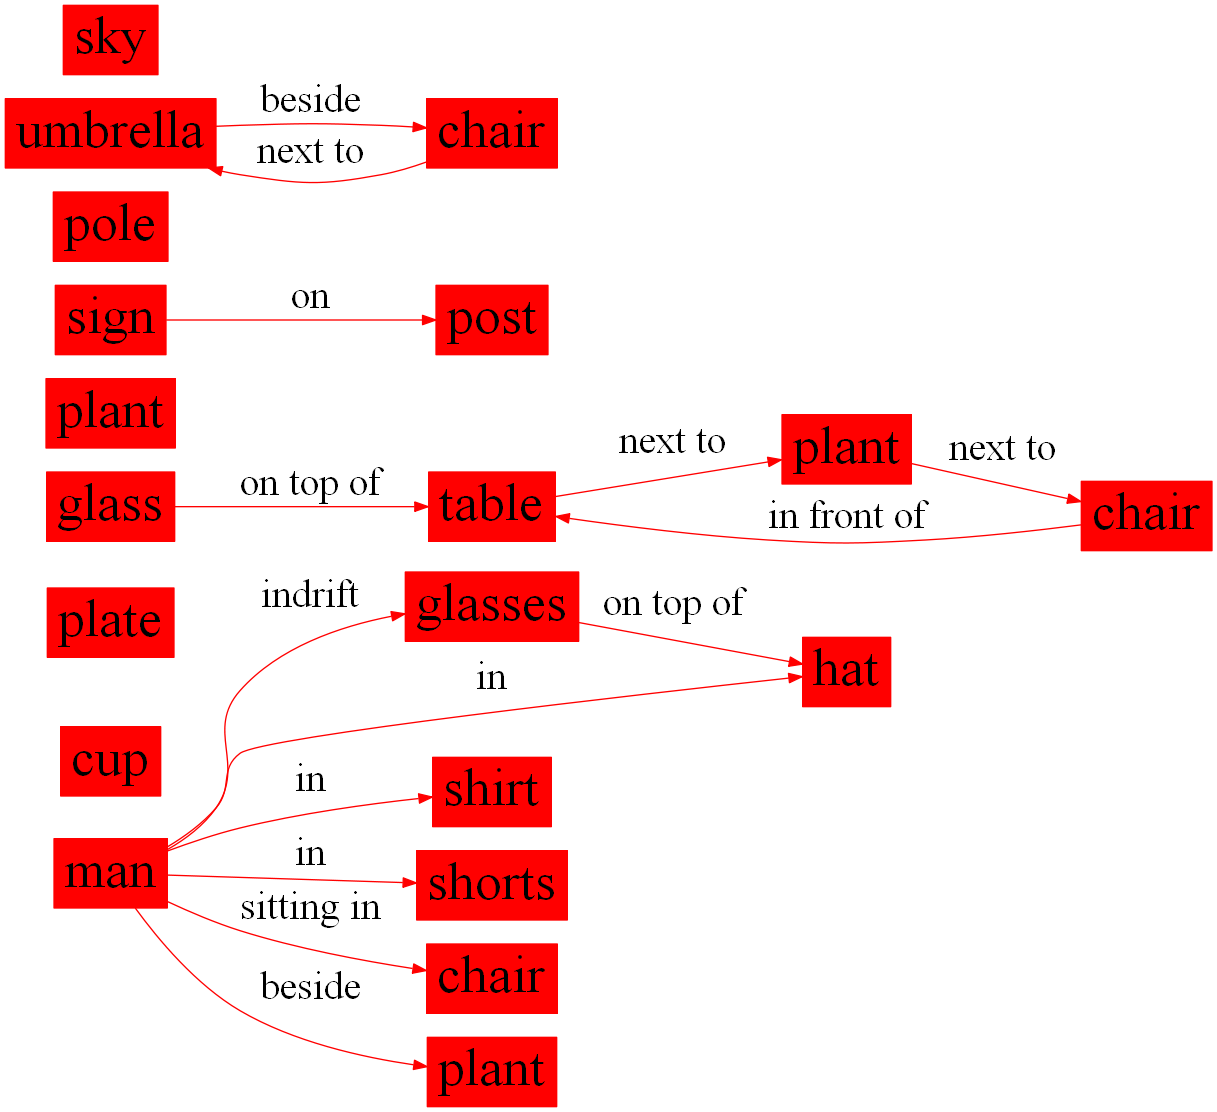 sky
umbrella
beside
next to
chair
pole
sign
on
post
plant
glass
on top of
table
next to
plant
next to
in front of
chair
plate
indrift
glasses
on top of
hat
in
cup
in
shirt
man
in
shorts
sitting in
chair
beside
plant